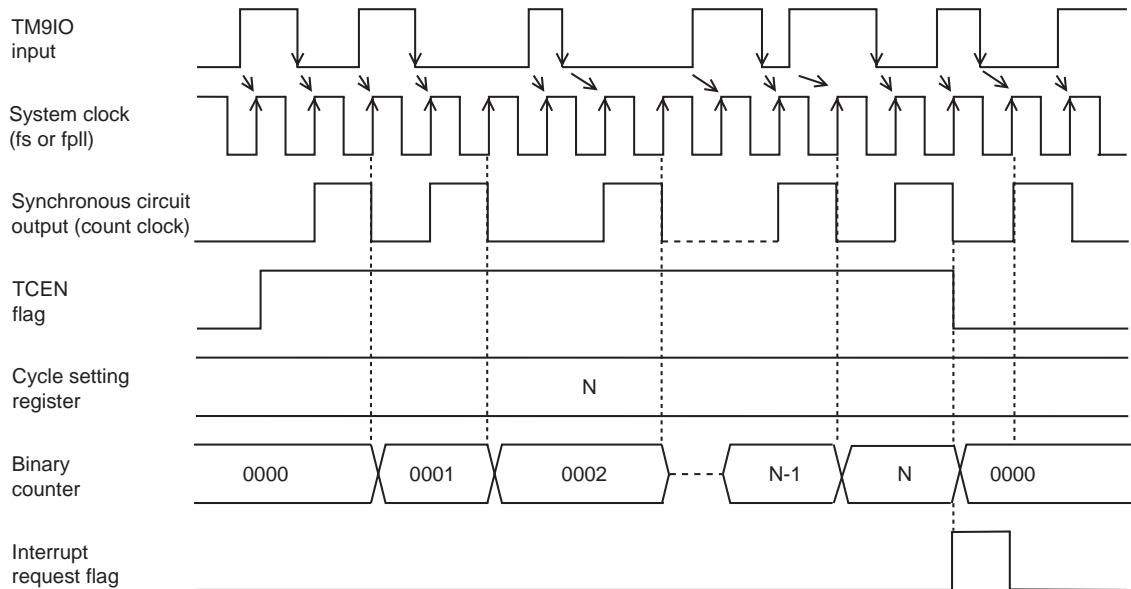 TM9IO
input
System clock
(fs or fpll)
Synchronous circuit
output (count clock)
TCEN
flag
Cycle setting
register
N
Binary
counter
0000 0001 0002 N-1 N 0000
Interrupt
request flag